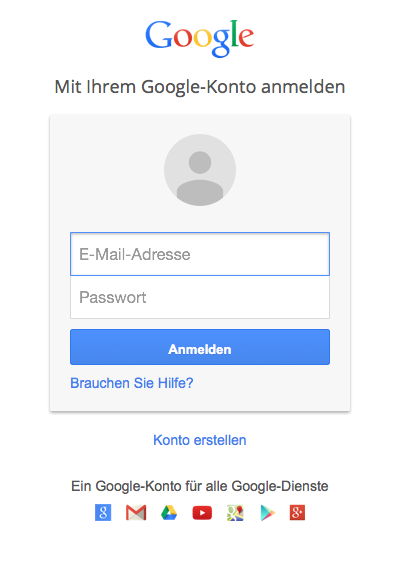 Google
Mit Ihrem Google-Konto anmelden
E-Mail-Adresse
Passwort
Anmelden
Brauchen Sie Hilfe?
Konto erstellen
Ein Google-Konto für alle Google-Dienste